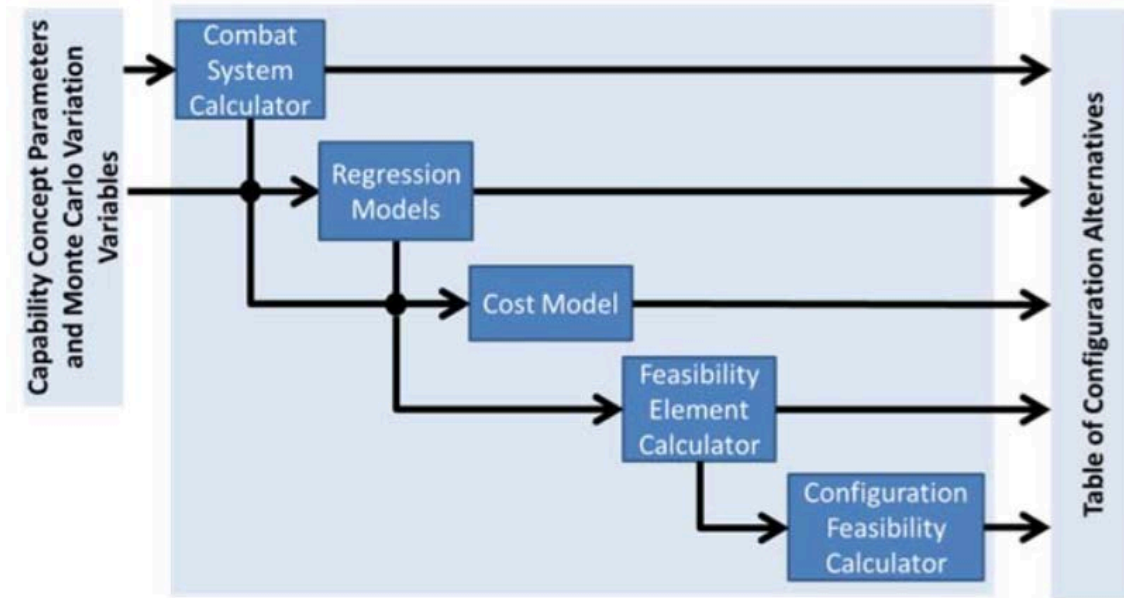 Capability Concept Parameters
and Monte Carlo Variation
Variables
Combat
System
Calculator
Regression
Models
Cost Model
Feasibility
Element
Calculator
Configuration
Feasibility
Calculator
Table of Configuration Alternatives